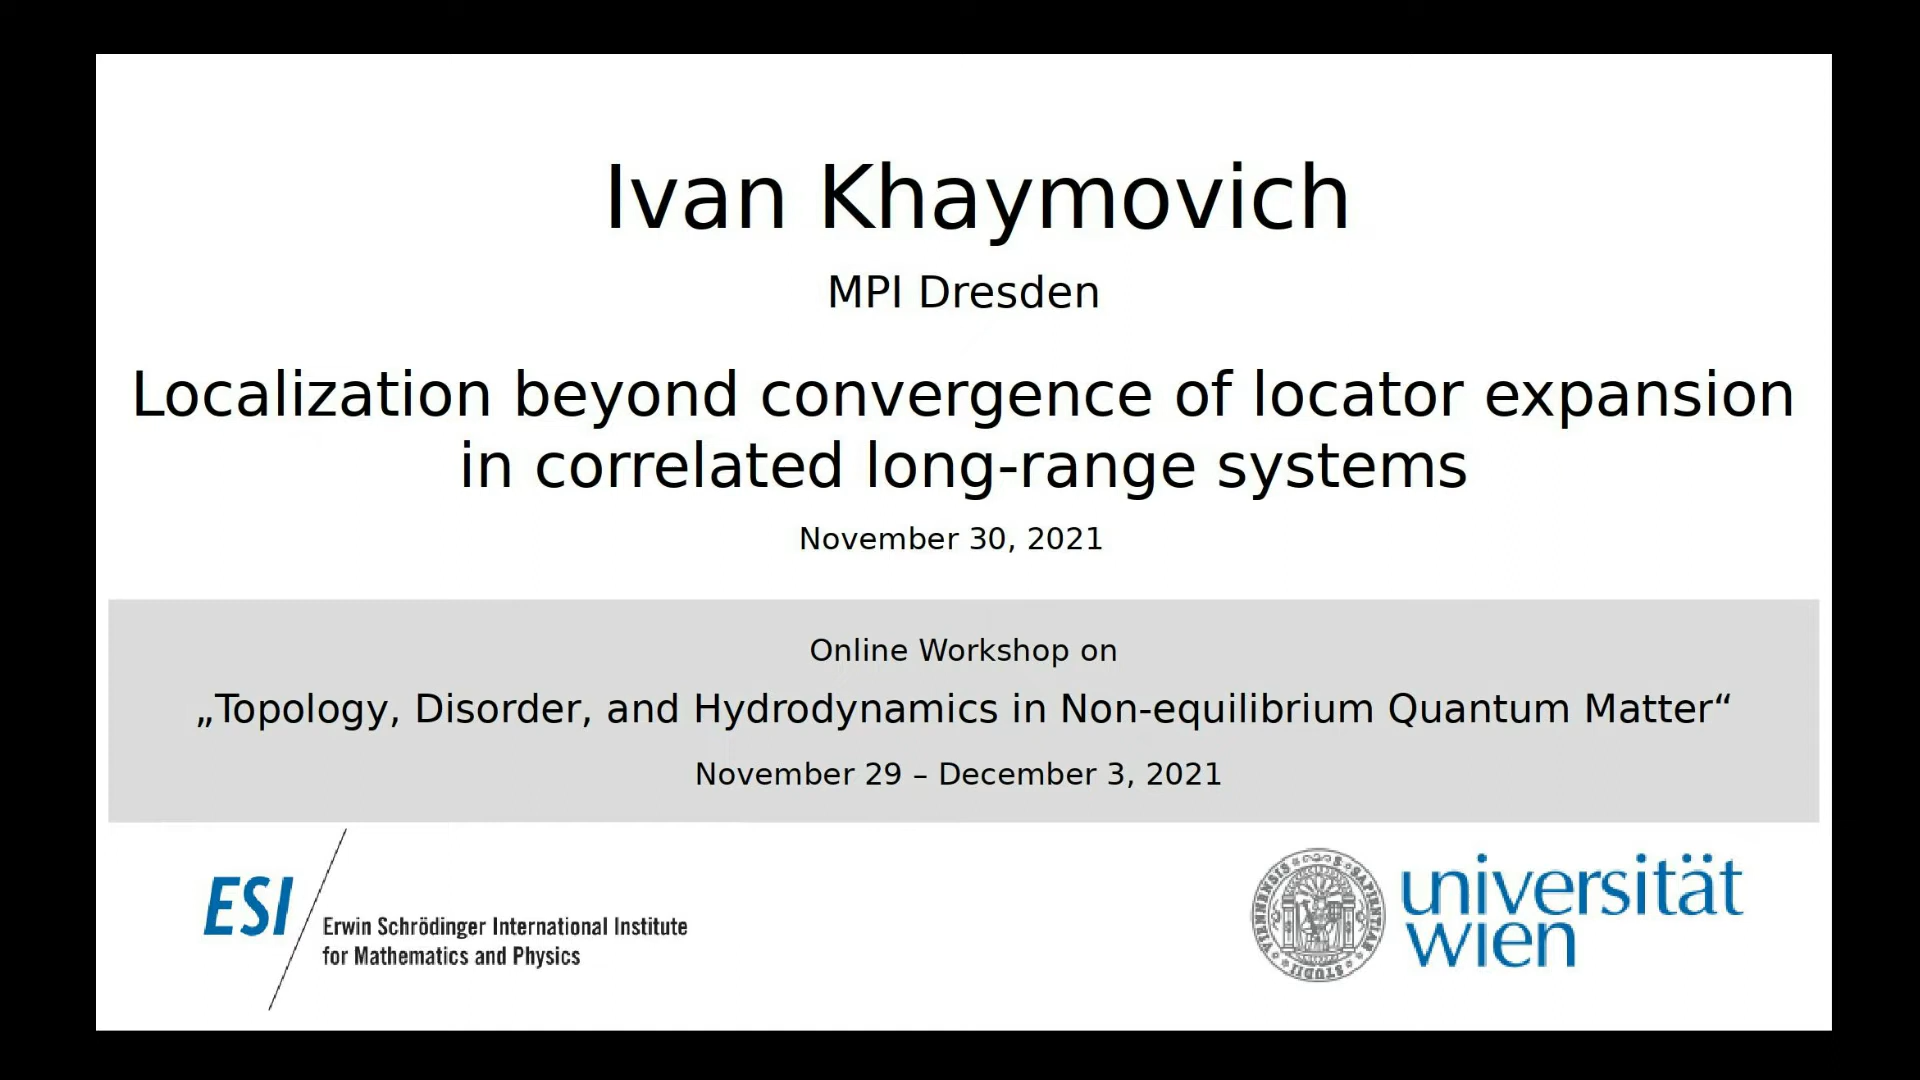 Ivan Khaymovich
MPI Dresden
Localization beyond convergence of locator expansion
in correlated long-range systems
November 30, 2021
Online Workshop on
„Topology, Disorder, and Hydrodynamics in Non-equilibrium Quantum Matter“
November 29 – December 3, 2021
ESI
Erwin Schrödinger International Institute
for Mathematics and Physics
universität
wien